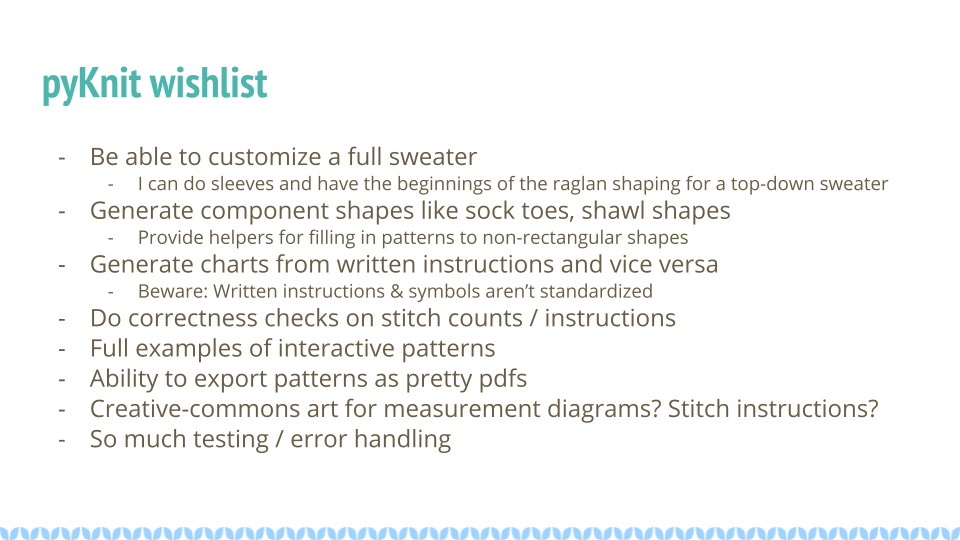 pyKnit wishlist
- Be able to customize a full sweater
- I can do sleeves and have the beginnings of the raglan shaping for a top-down sweater
- Generate component shapes like sock toes, shawl shapes
- Provide helpers for filling in patterns to non-rectangular shapes
- Generate charts from written instructions and vice versa
- Beware: Written instructions & symbols aren’t standardized
- Do correctness checks on stitch counts / instructions
- Full examples of interactive patterns
- Ability to export patterns as pretty pdfs
- Creative-commons art for measurement diagrams? Stitch instructions?
- So much testing / error handling